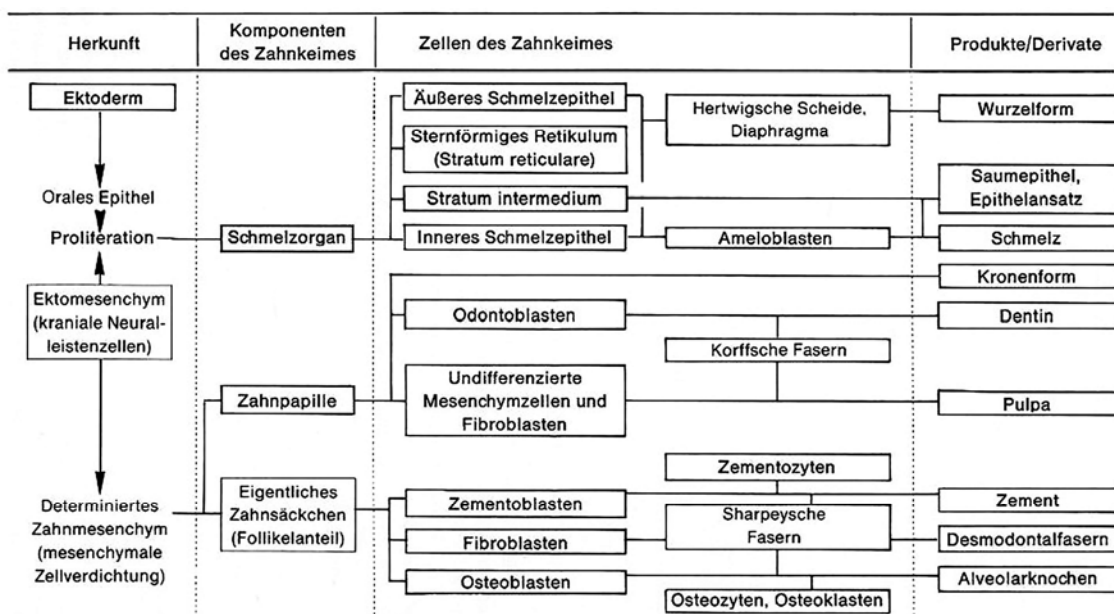 Herkunft
Komponenten
des Zahnkeimes
Zellen des Zahnkeimes
Produkte/Derivate
Ektoderm
Orales Epithel
Proliferation
Ektomesenchym
(kraniale Neural-
leistenzellen)
Determiniertes
Zahnmesenchym
(mesenchymale
Zellverdichtung)
Schmelzorgan
Zahnpapille
Eigentliches
Zahnsäckchen
(Follikelanteil)
Äußeres Schmelzepithel
Sternförmiges Retikulum
(Stratum reticulare)
Stratum intermedium
Inneres Schmelzepithel
Hertwigsche Scheide,
Diaphragma
Ameloblasten
Odontoblasten
Korffsche Fasern
Undifferenzierte
Mesenchymzellen und
Fibroblasten
Zementozyten
Zementoblasten
Sharpeysche
Fasern
Fibroblasten
Osteoblasten
Osteozyten, Osteoklasten
Wurzelform
Saumepithel,
Epithelansatz
Schmelz
Kronenform
Dentin
Pulpa
Zement
Desmodontalfasern
Alveolarknochen